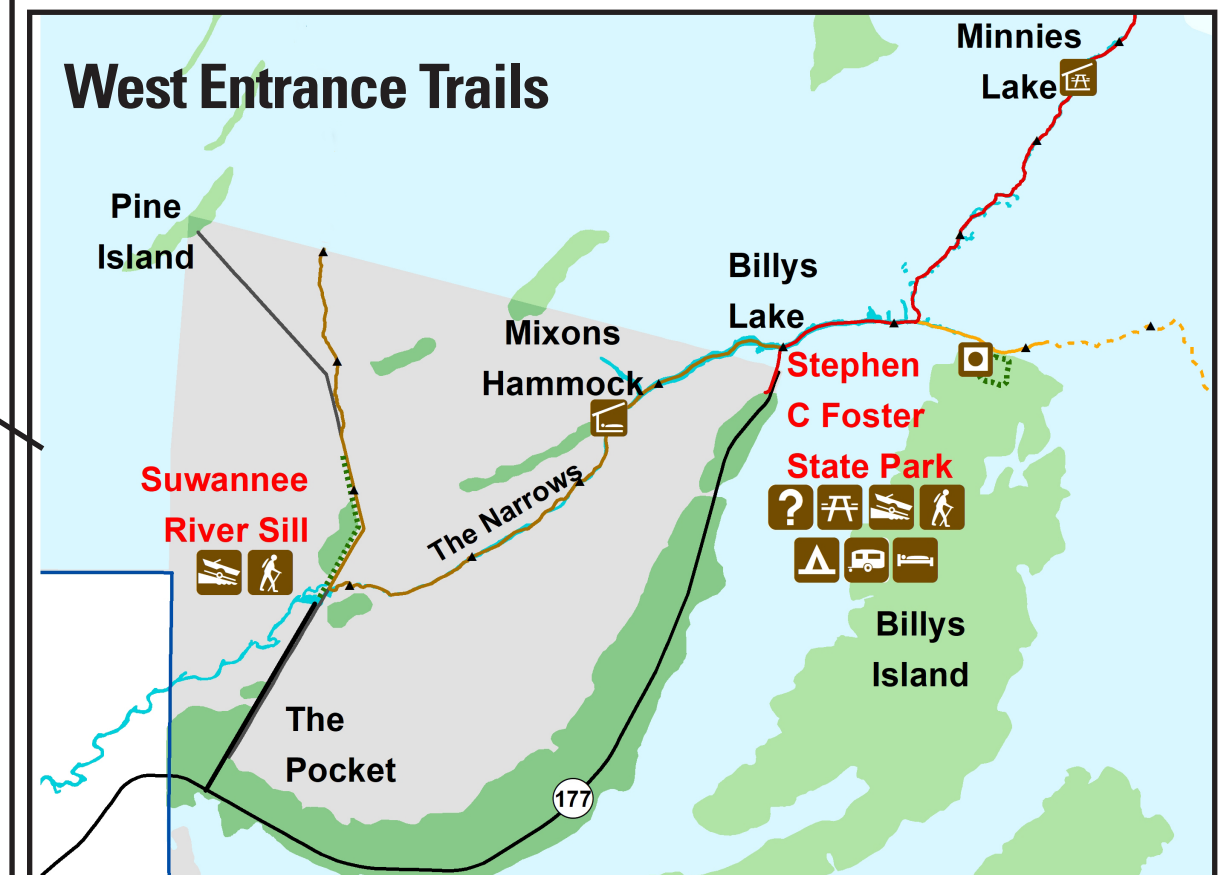 West Entrance Trails
Minnies
Lake
Pine
Island
Billys
Lake
Mixons
Hammock
Stephen
C Foster
State Park
?
Suwannee
River Sill
The Narrows
Billys
Island
The
Pocket
177